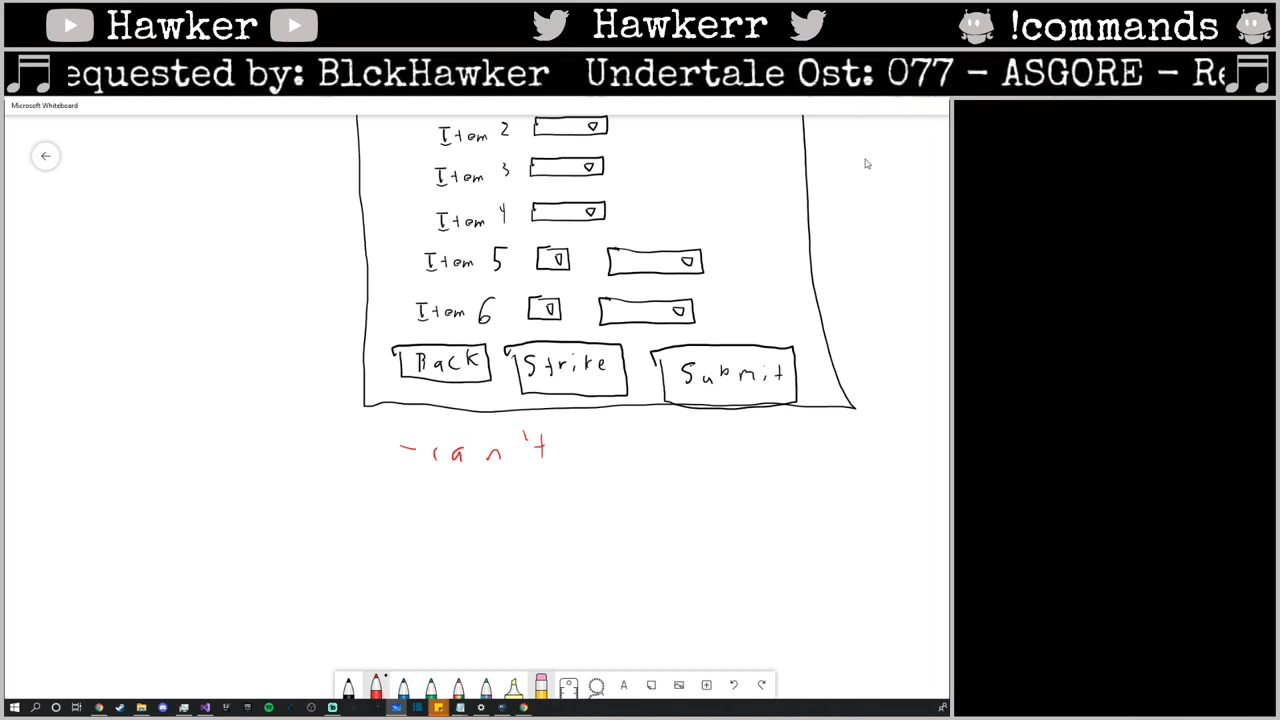 Hawker
Hawkerr
!commands
equested by: BlckHawker Undertale Ost: 077 - ASGORE - Re
Microsoft Whiteboard
Item 2
Item 3
Item 4
Item 5
Item 6
Back Strike Submit
- can't